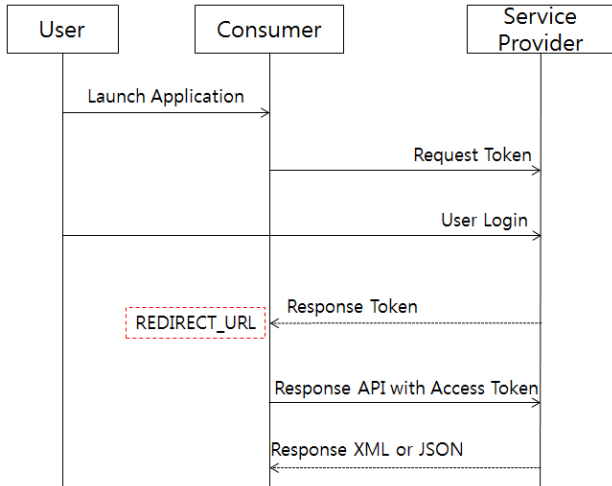 User
Consumer
Service
Provider
Launch Application
Request Token
User Login
Response Token
REDIRECT_URL
Response API with Access Token
Response XML or JSON